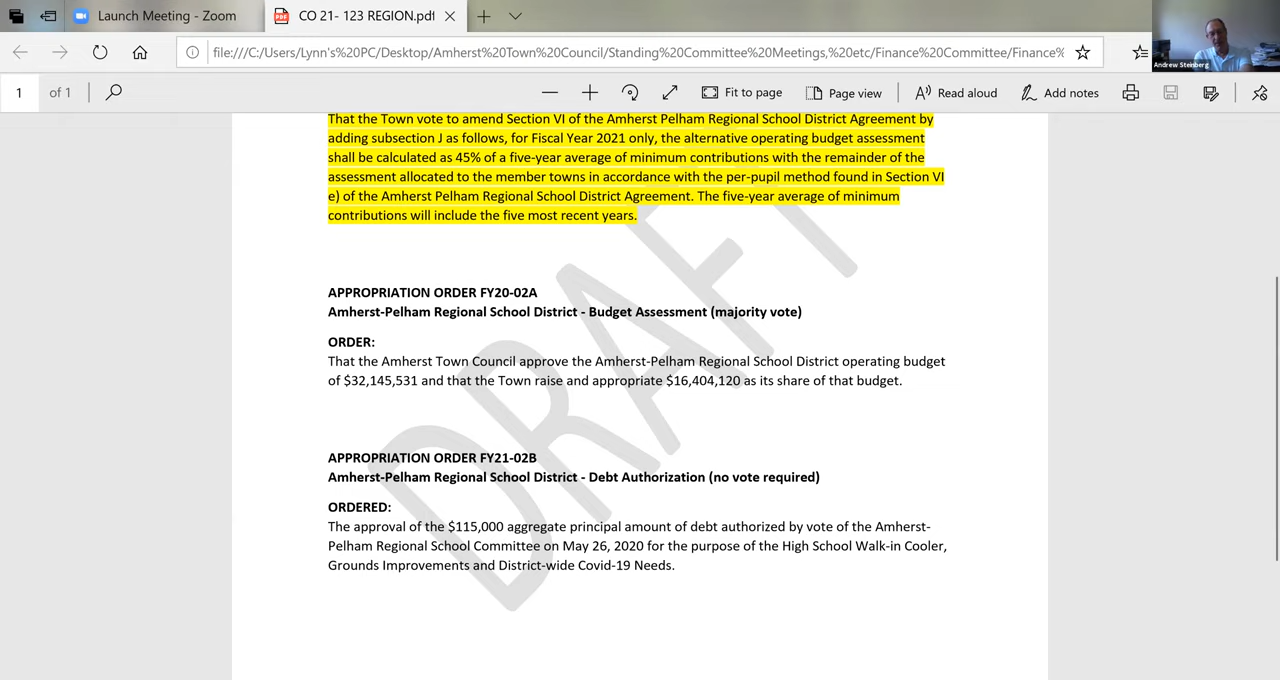 Launch Meeting - Zoom
CO 21- 123 REGION.pdf
file:///C:/Users/Lynn's%20PC/Desktop/Amherst%20Town%20Council/Standing%20Committee%20Meetings,%20etc/Finance%20Committee/Finance%
Andrew Steinberg
1 of 1
Fit to page
Page view
Read aloud
Add notes
That the Town vote to amend Section VI of the Amherst Pelham Regional School District Agreement by
adding subsection J as follows, for Fiscal Year 2021 only, the alternative operating budget assessment
shall be calculated as 45% of a five-year average of minimum contributions with the remainder of the
assessment allocated to the member towns in accordance with the per-pupil method found in Section VI
e) of the Amherst Pelham Regional School District Agreement. The five-year average of minimum
contributions will include the five most recent years.
APPROPRIATION ORDER FY20-02A
Amherst-Pelham Regional School District - Budget Assessment (majority vote)
ORDER:
That the Amherst Town Council approve the Amherst-Pelham Regional School District operating budget
of $32,145,531 and that the Town raise and appropriate $16,404,120 as its share of that budget.
APPROPRIATION ORDER FY21-02B
Amherst-Pelham Regional School District - Debt Authorization (no vote required)
ORDERED:
The approval of the $115,000 aggregate principal amount of debt authorized by vote of the Amherst-
Pelham Regional School Committee on May 26, 2020 for the purpose of the High School Walk-in Cooler,
Grounds Improvements and District-wide Covid-19 Needs.
DRAFT